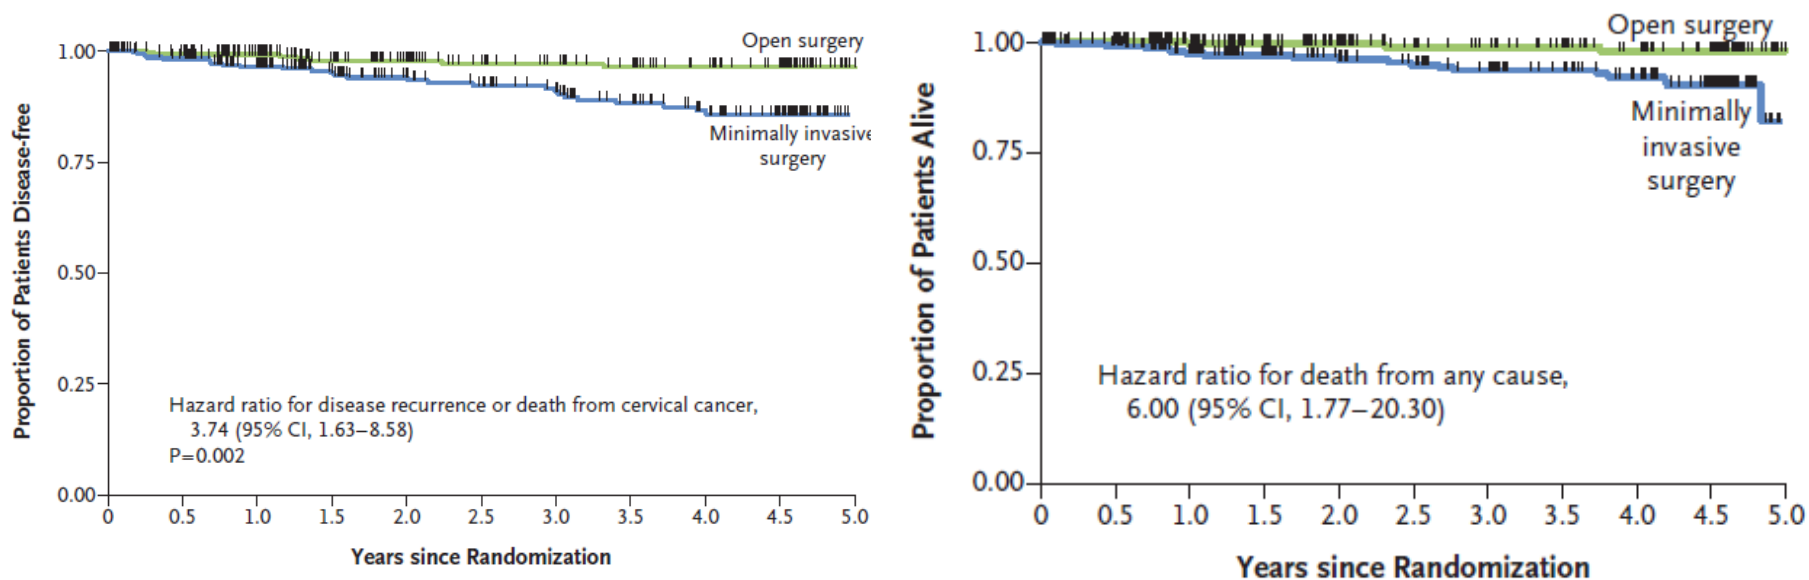 Proportion of Patients Disease-free
1.00
0.75
0.50
0.25
0.00
Open surgery
Minimally invasive
surgery
Hazard ratio for disease recurrence or death from cervical cancer,
3.74 (95% CI, 1.63–8.58)
P=0.002
0 0.5 1.0 1.5 2.0 2.5 3.0 3.5 4.0 4.5 5.0
Years since Randomization
Proportion of Patients Alive
1.00
0.75
0.50
0.25
0.00
Open surgery
Minimally
invasive
surgery
Hazard ratio for death from any cause,
6.00 (95% CI, 1.77–20.30)
0 0.5 1.0 1.5 2.0 2.5 3.0 3.5 4.0 4.5 5.0
Years since Randomization